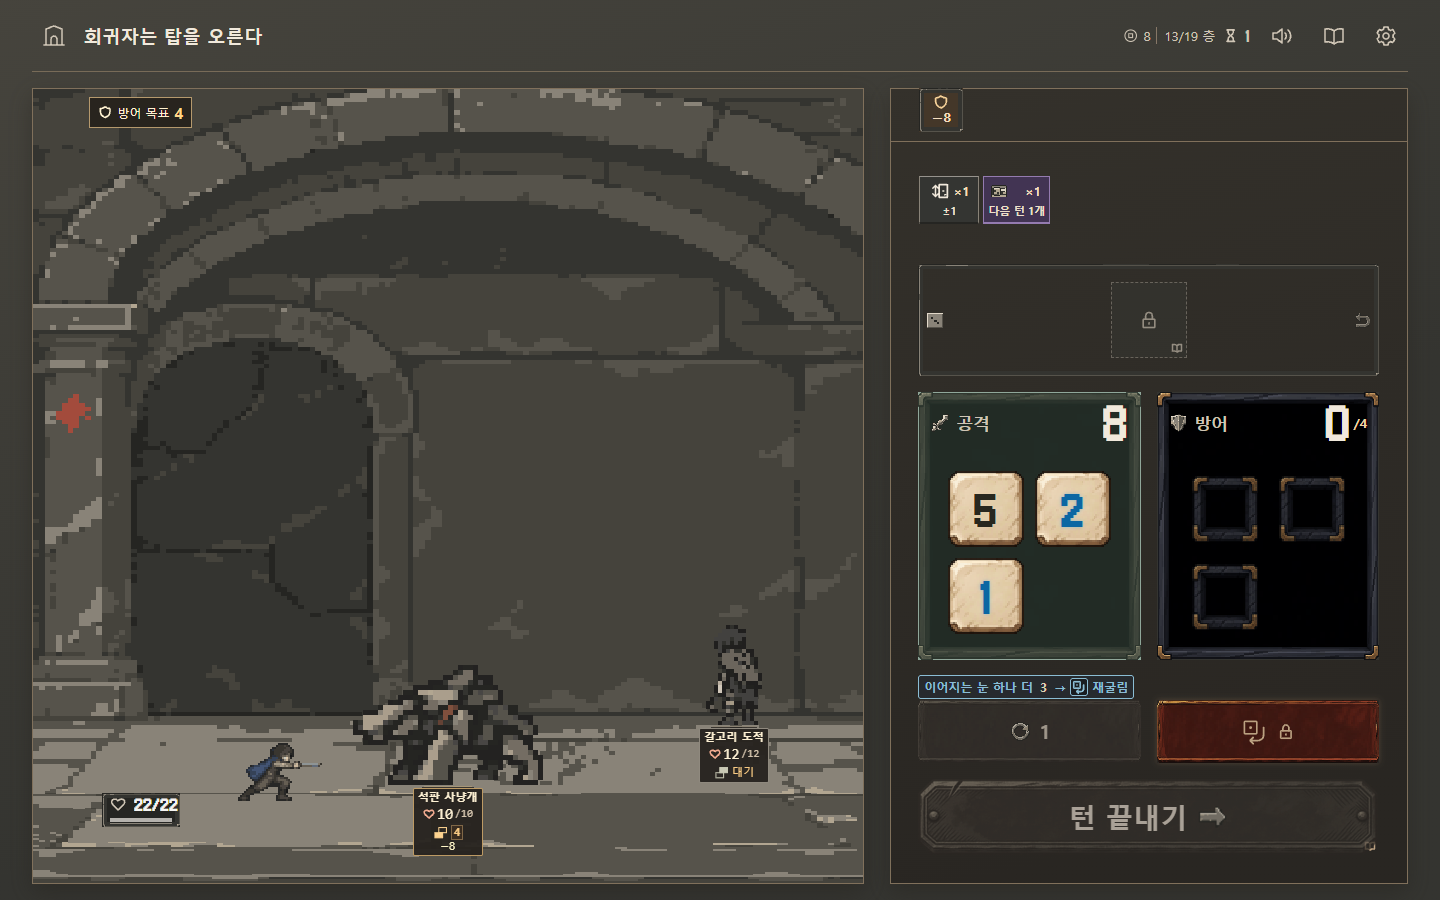 회귀자는 탑을 오른다
8
13/19 층
1
방어 목표 4
−8
×1
±1
×1
다음 턴 1개
공격
8
5
2
1
방어
0/4
이어지는 눈 하나 더 3 → 재굴림
1
턴 끝내기
22/22
석판 사냥개
10/10
4
−8
갈고리 도적
12/12
대기